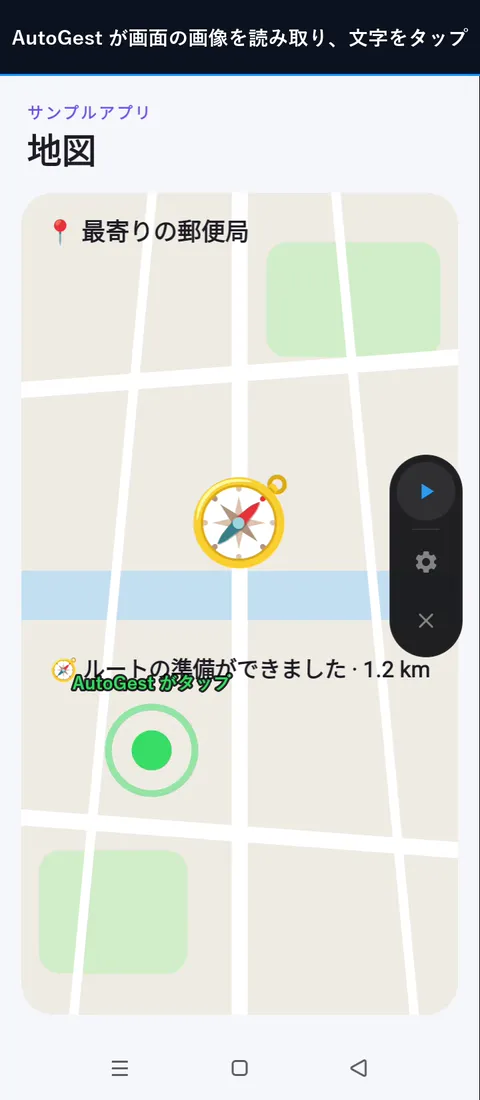 AutoGest が画面の画像を読み取り、文字をタップ
サンプルアプリ
地図
最寄りの郵便局
ルートの準備ができました · 1.2 km
AutoGest がタップ